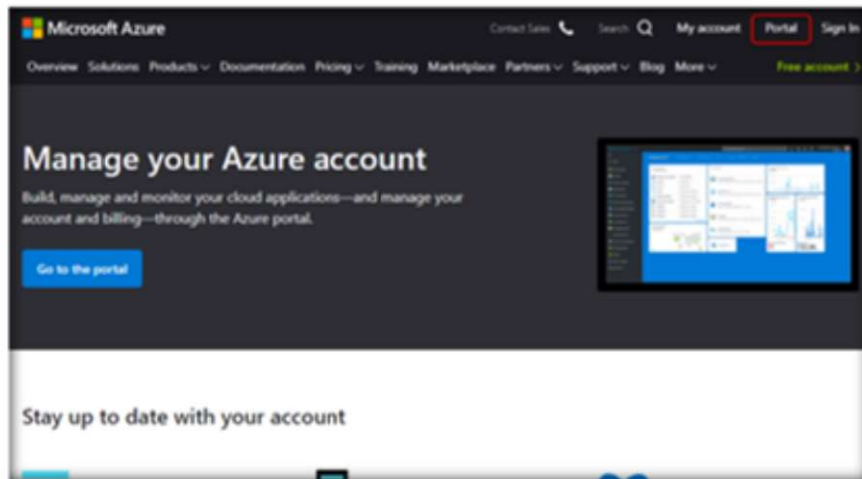 Microsoft Azure
Contact Sales Search My account Portal Sign In
Overview Solutions Products Documentation Pricing Training Marketplace Partners Support Blog More Free account
Manage your Azure account
Build, manage and monitor your cloud applications—and manage your
account and billing—through the Azure portal.
Go to the portal
Stay up to date with your account